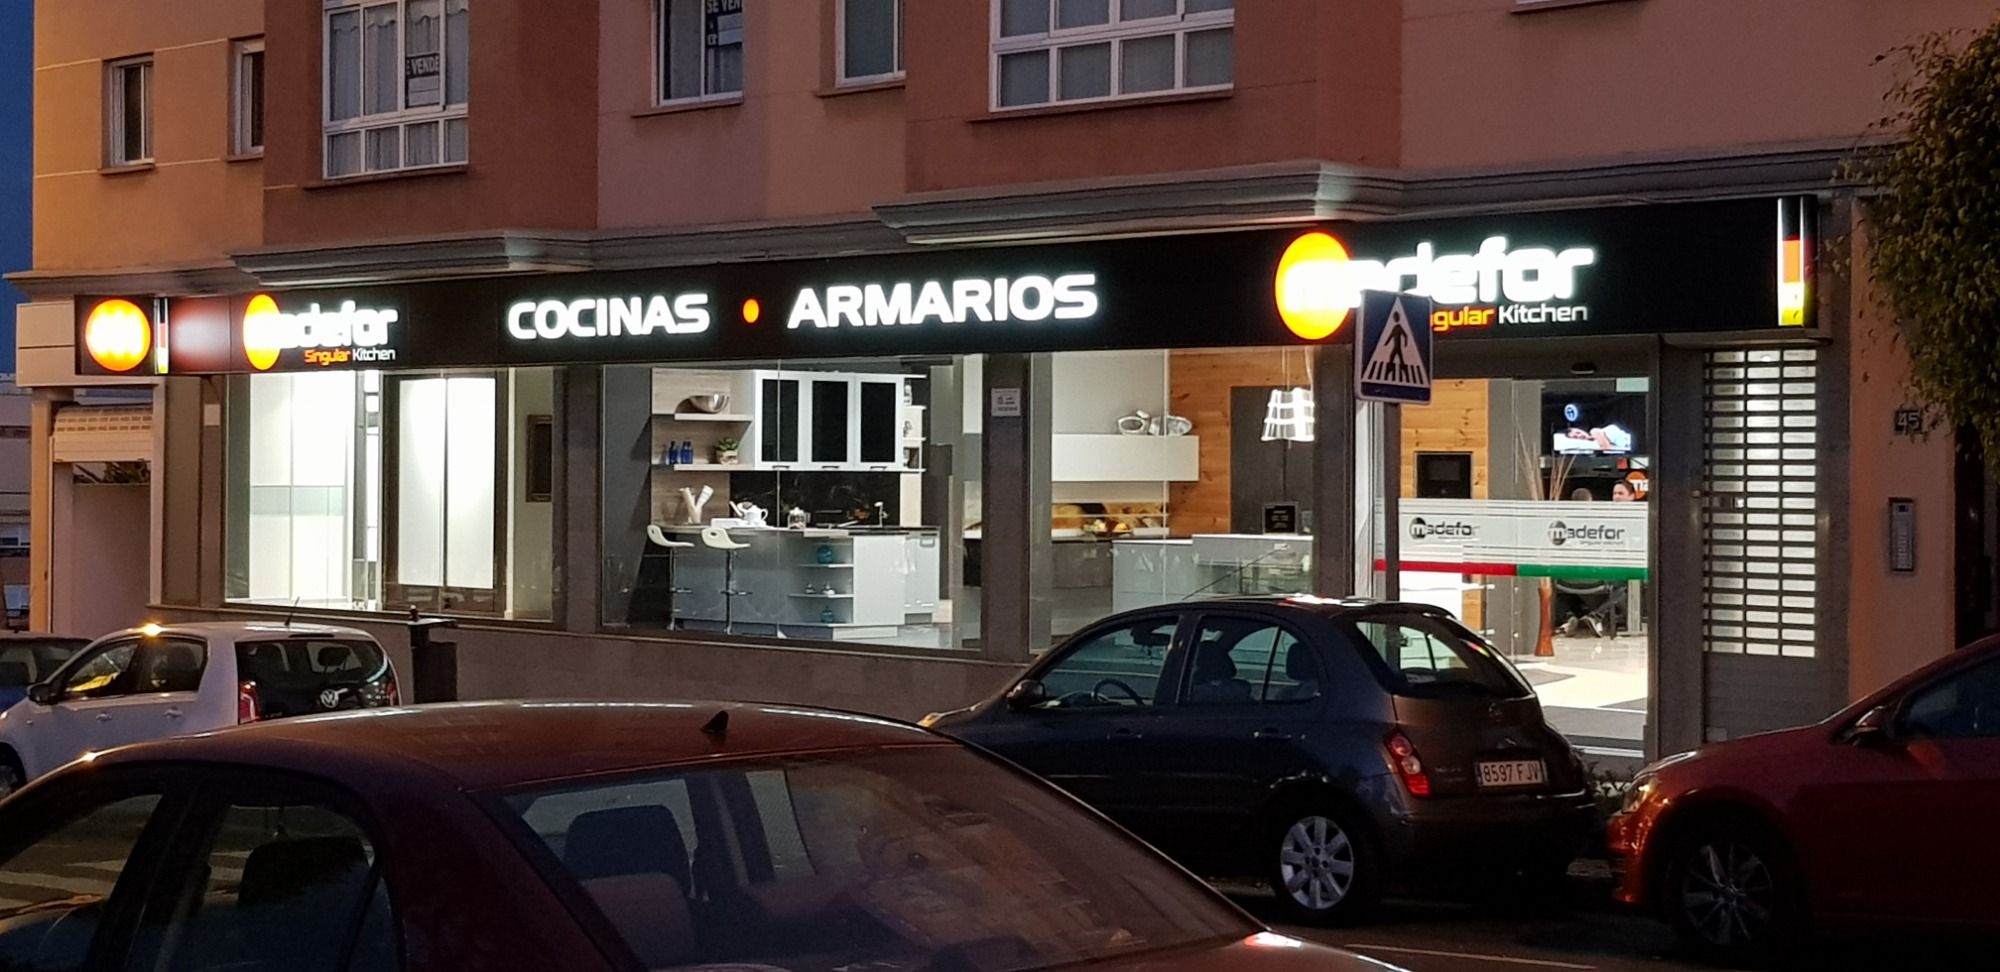 SE VENDE
madefor
Singular Kitchen
COCINAS • ARMARIOS
madefor
Singular Kitchen
45
madefor
madefor
8597 FJV